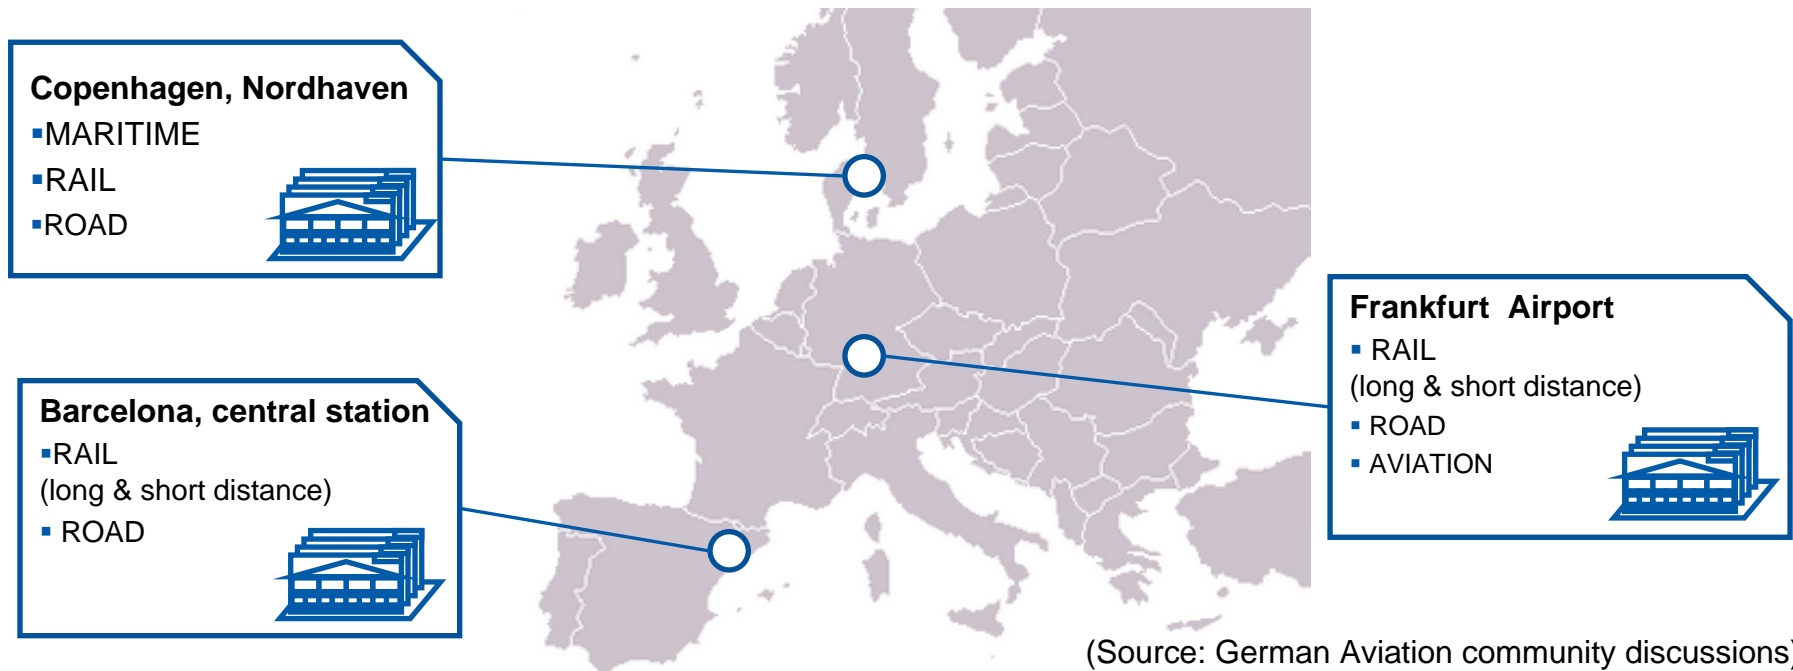 Copenhagen, Nordhaven
▪MARITIME
▪RAIL
▪ROAD
Barcelona, central station
▪RAIL
(long & short distance)
▪ ROAD
Frankfurt Airport
▪ RAIL
(long & short distance)
▪ ROAD
▪ AVIATION
(Source: German Aviation community discussions)